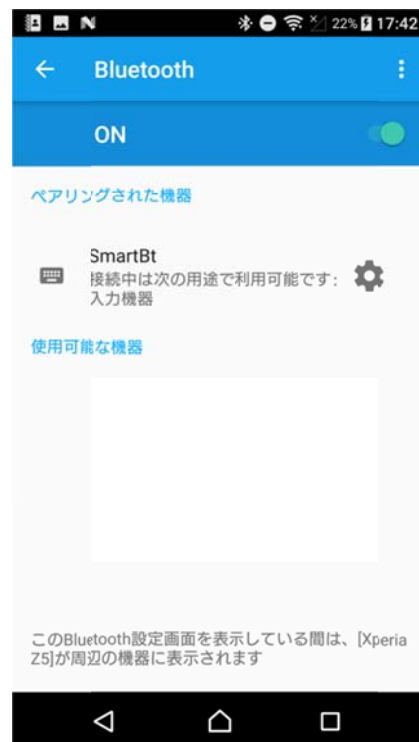 22% 17:42
Bluetooth
ON
ペアリングされた機器
SmartBt
接続中は次の用途で利用可能です:
入力機器
使用可能な機器
このBluetooth設定画面を表示している間は、[Xperia
Z5]が周辺の機器に表示されます